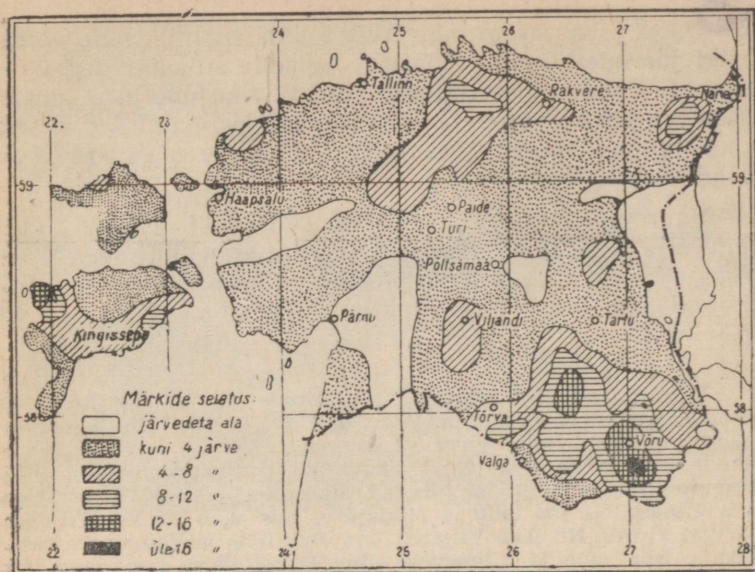 24 25 26 27
22. 23
Tallinn
Rakvere
Narva
59 59
Haapsalu
Paide
Türi
Põltsamaa
Pärnu
Viljandi
Tartu
Kingissepa
Märkide seletus:
järvedeta ala
kuni 4 järve
4-8 "
8-12 "
12-16 "
üle 16 "
58 58
Tõrva
Võru
Valga
22 24 25 26 27 28